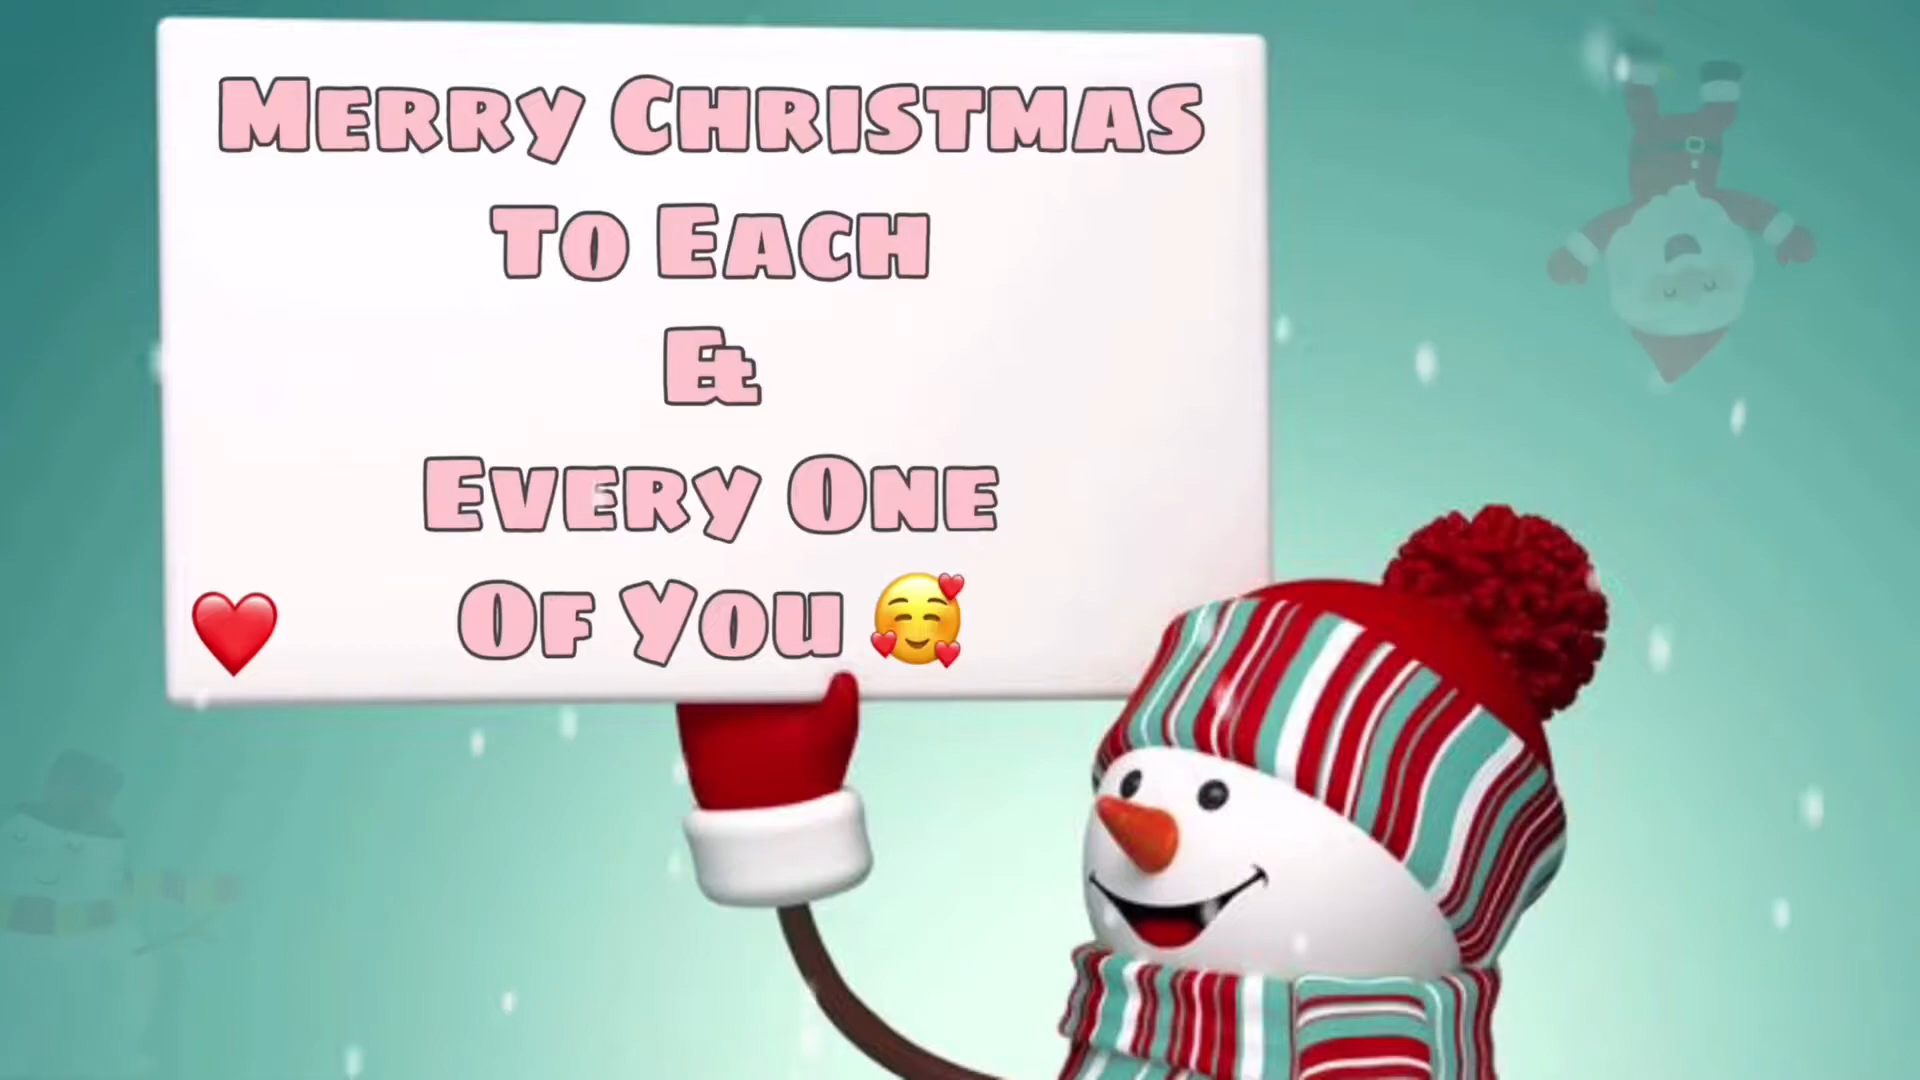 Merry Christmas
To Each
&
Every One
Of You 🥰
❤️